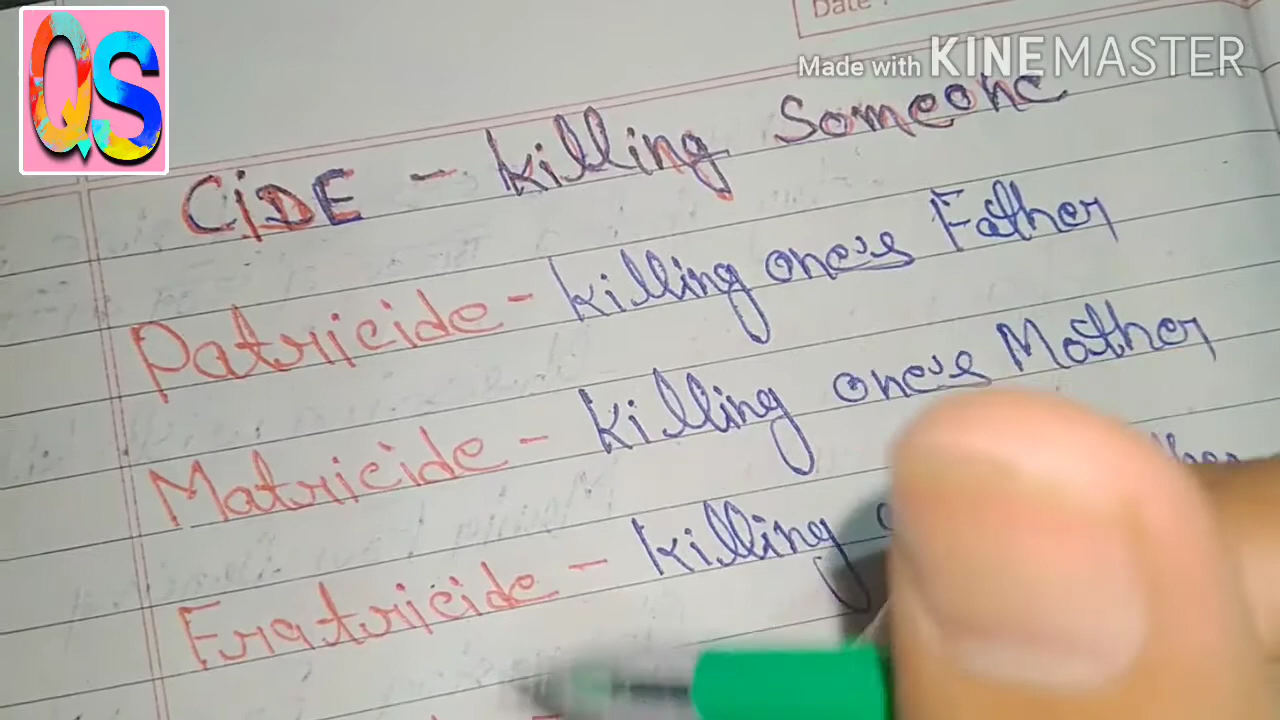 QS
Date :
Made with KINEMASTER
CiDE - killing Someone
Patricide - killing one's Father
Matricide - killing one's Mother
Fratricide - killing